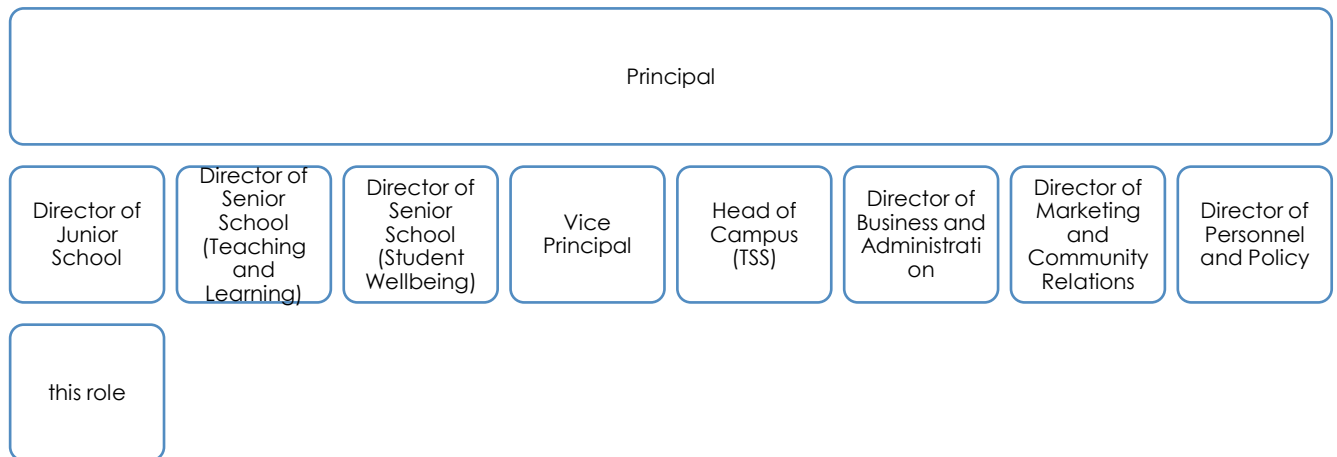 Principal
Director of
Junior
School
Director of
Senior
School
(Teaching
and
Learning)
Director of
Senior
School
(Student
Wellbeing)
Vice
Principal
Head of
Campus
(TSS)
Director of
Business and
Administrati
on
Director of
Marketing
and
Community
Relations
Director of
Personnel
and Policy
this role